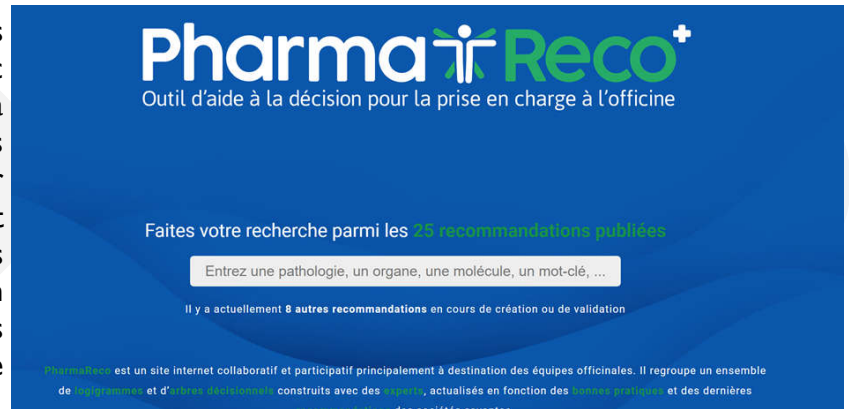 Pharma Reco+
Outil d'aide à la décision pour la prise en charge à l'officine
Faites votre recherche parmi les 25 recommandations publiées
Entrez une pathologie, un organe, une molécule, un mot-clé, ...
Il y a actuellement 8 autres recommandations en cours de création ou de validation
PharmaReco est un site internet collaboratif et participatif principalement à destination des équipes officinales. Il regroupe un ensemble
de logigrammes et d'arbres décisionnels construits avec des experts, actualisés en fonction des bonnes pratiques et des dernières